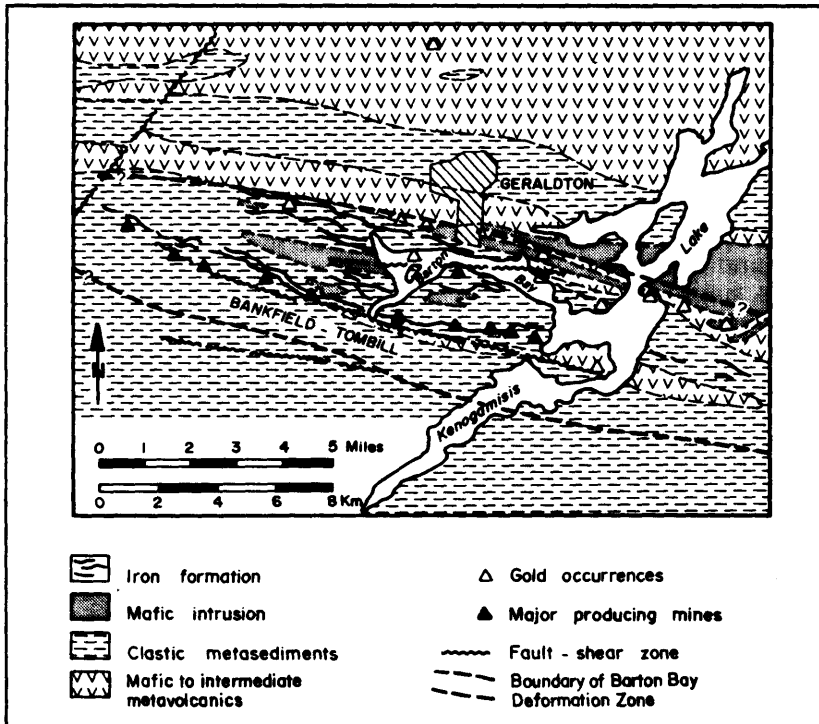 GERALDTON
Lake
Barton
Bay
BANKFIELD - TOMBILL
?
?
?
N
Kenogamisis
0 1 2 3 4 5 Miles
0 2 4 6 8 Km
Iron formation
Mafic intrusion
Clastic metasediments
Mafic to intermediate
metavolcanics
Gold occurrences
Major producing mines
Fault - shear zone
Boundary of Barton Bay
Deformation Zone